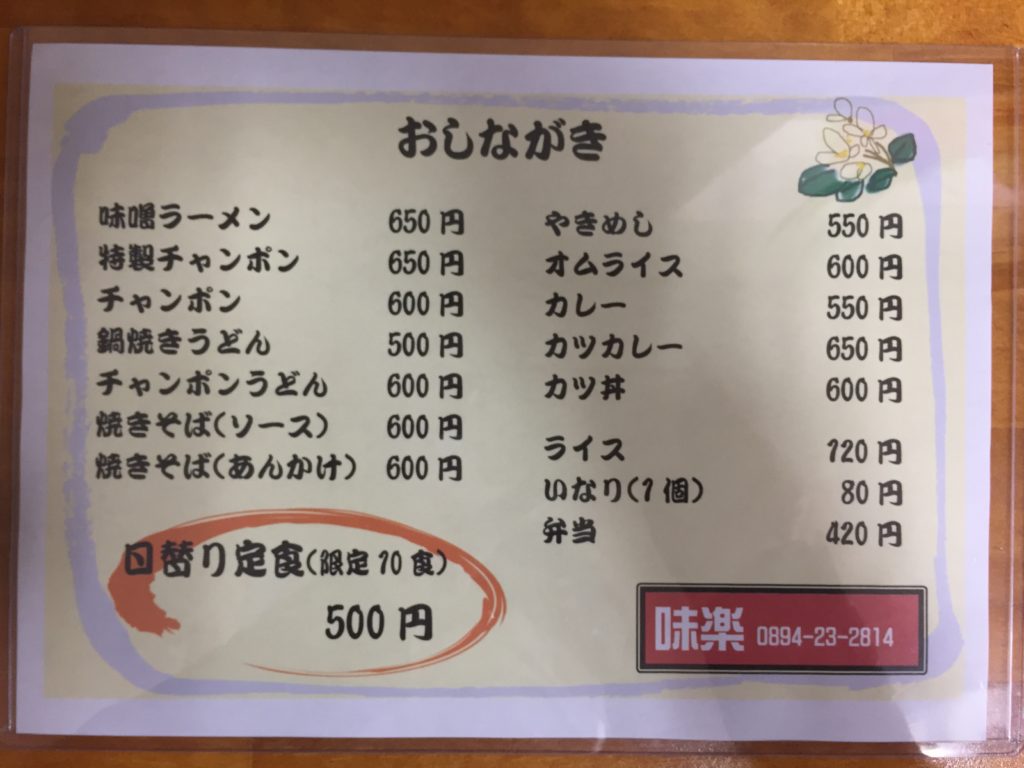 おしながき
味噌ラーメン 650円
特製チャンポン 650円
チャンポン 600円
鍋焼きうどん 500円
チャンポンうどん 600円
焼きそば(ソース) 600円
焼きそば(あんかけ) 600円
日替り定食(限定10食)
500円
やきめし 550円
オムライス 600円
カレー 550円
カツカレー 650円
カツ丼 600円
ライス 120円
いなり(1個) 80円
弁当 420円
味楽 0894-23-2814